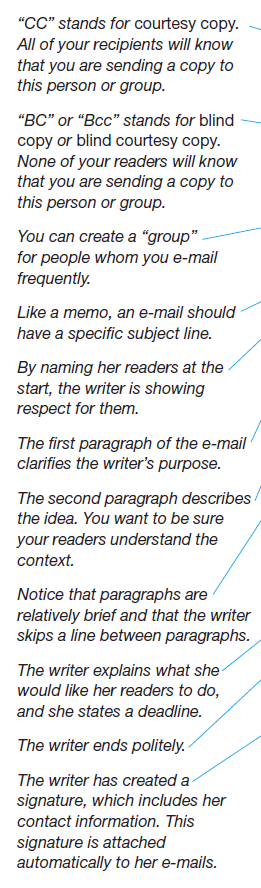 “CC” stands for courtesy copy.
All of your recipients will know
that you are sending a copy to
this person or group.
“BC” or “Bcc” stands for blind
copy or blind courtesy copy.
None of your readers will know
that you are sending a copy to
this person or group.
You can create a “group”
for people whom you e-mail
frequently.
Like a memo, an e-mail should
have a specific subject line.
By naming her readers at the
start, the writer is showing
respect for them.
The first paragraph of the e-mail
clarifies the writer’s purpose.
The second paragraph describes
the idea. You want to be sure
your readers understand the
context.
Notice that paragraphs are
relatively brief and that the writer
skips a line between paragraphs.
The writer explains what she
would like her readers to do,
and she states a deadline.
The writer ends politely.
The writer has created a
signature, which includes her
contact information. This
signature is attached
automatically to her e-mails.